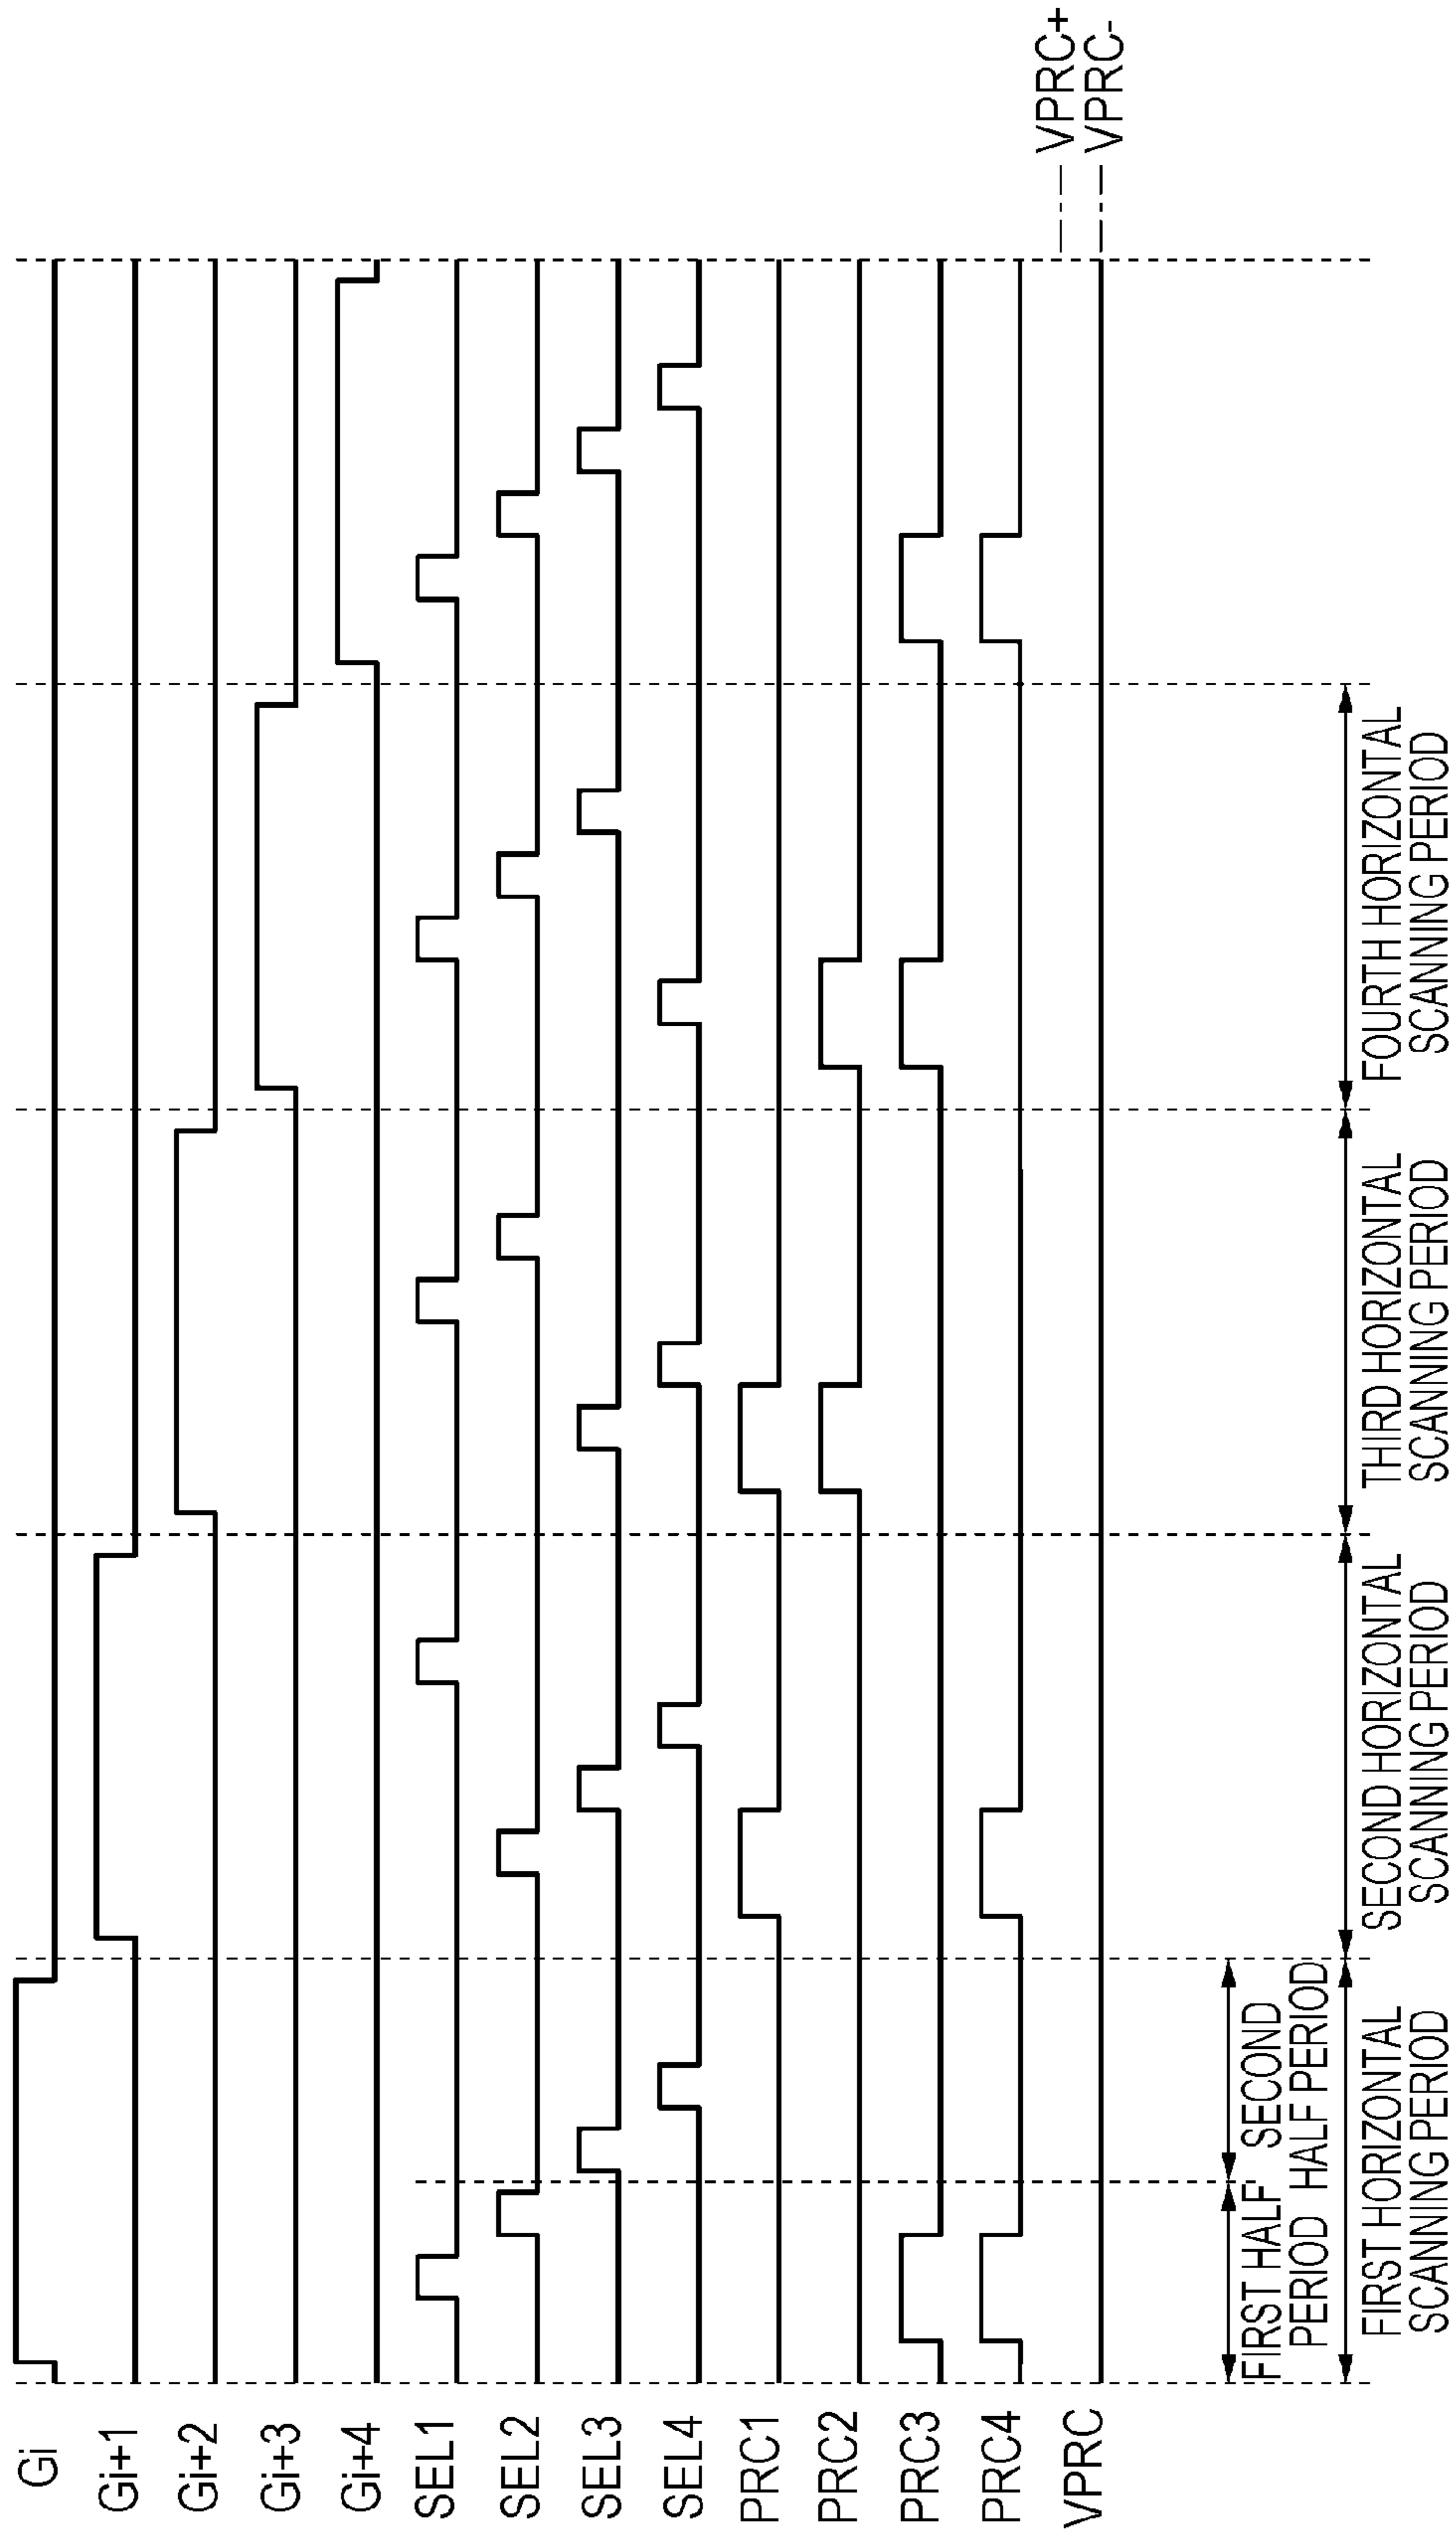 Gi
Gi+1
Gi+2
Gi+3
Gi+4
SEL1
SEL2
SEL3
SEL4
PRC1
PRC2
PRC3
PRC4
VPRC
VPRC+
VPRC-
FIRST HALF
PERIOD
SECOND
HALF PERIOD
FIRST HORIZONTAL
SCANNING PERIOD
SECOND HORIZONTAL
SCANNING PERIOD
THIRD HORIZONTAL
SCANNING PERIOD
FOURTH HORIZONTAL
SCANNING PERIOD